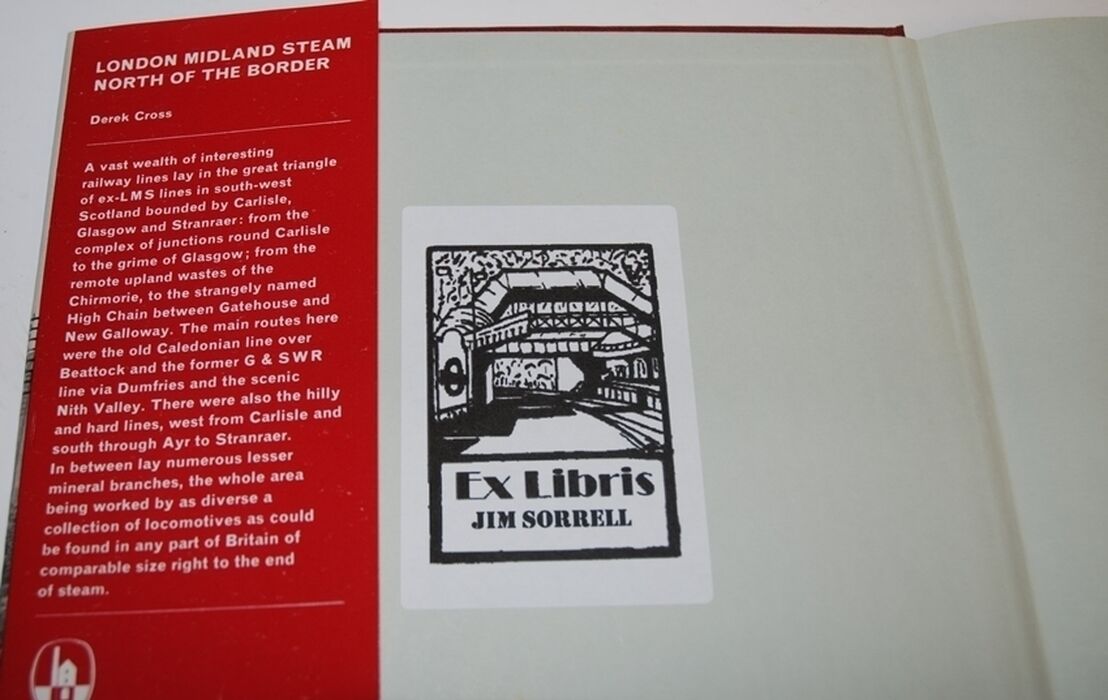 LONDON MIDLAND STEAM
NORTH OF THE BORDER
Derek Cross
A vast wealth of interesting
railway lines lay in the great triangle
of ex-LMS lines in south-west
Scotland bounded by Carlisle,
Glasgow and Stranraer: from the
complex of junctions round Carlisle
to the grime of Glasgow; from the
remote upland wastes of the
Chirmorie, to the strangely named
High Chain between Gatehouse and
New Galloway. The main routes here
were the old Caledonian line over
Beattock and the former G & SWR
line via Dumfries and the scenic
Nith Valley. There were also the hilly
and hard lines, west from Carlisle and
south through Ayr to Stranraer.
In between lay numerous lesser
mineral branches, the whole area
being worked by as diverse a
collection of locomotives as could
be found in any part of Britain of
comparable size right to the end
of steam.
Ex Libris
JIM SORRELL